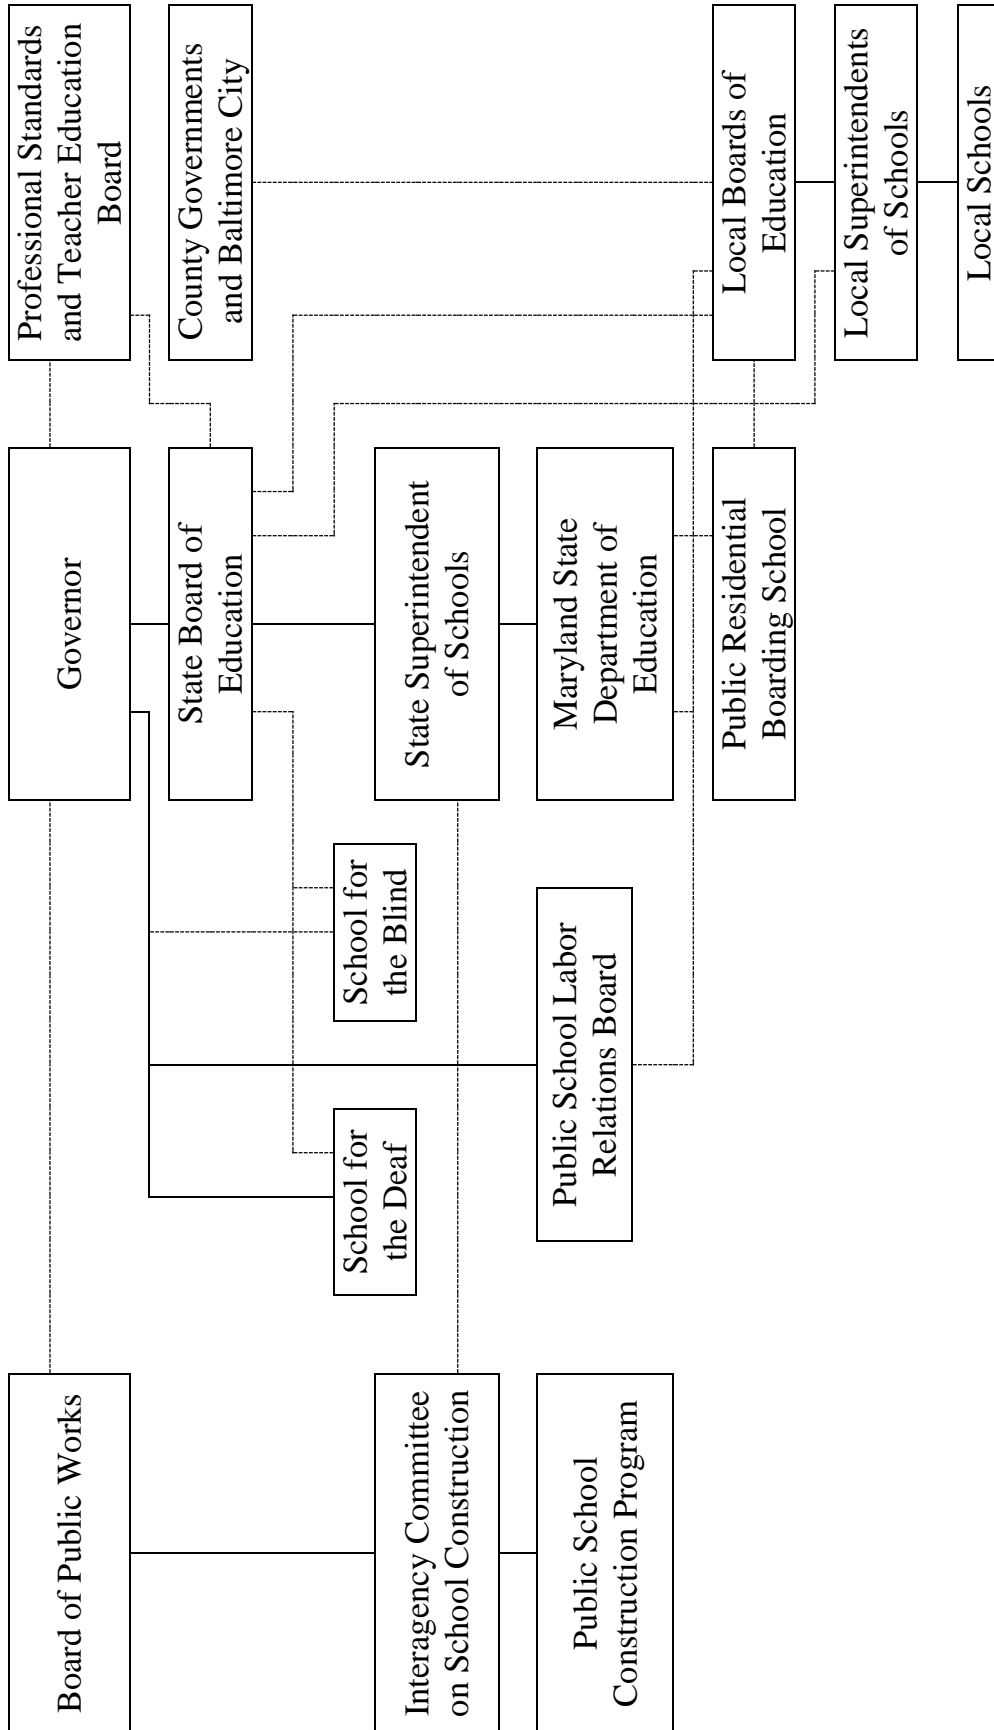 Board of Public Works
Governor
Professional Standards
and Teacher Education
Board
State Board of
Education
County Governments
and Baltimore City
School for
the Deaf
School for
the Blind
Interagency Committee
on School Construction
State Superintendent
of Schools
Public School
Construction Program
Public School Labor
Relations Board
Maryland State
Department of
Education
Public Residential
Boarding School
Local Boards of
Education
Local Superintendents
of Schools
Local Schools